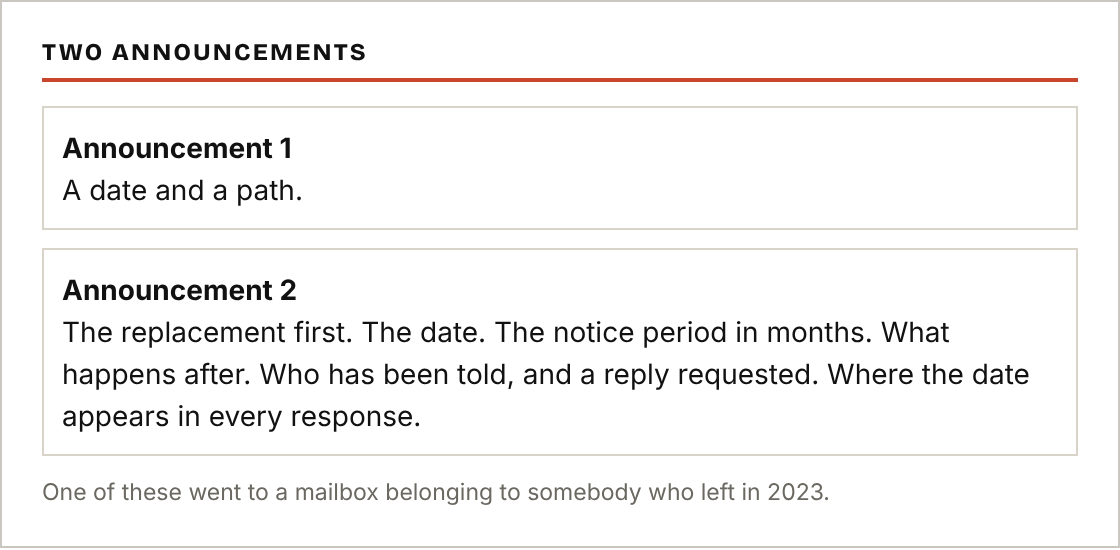 TWO ANNOUNCEMENTS
Announcement 1
A date and a path.
Announcement 2
The replacement first. The date. The notice period in months. What
happens after. Who has been told, and a reply requested. Where the date
appears in every response.
One of these went to a mailbox belonging to somebody who left in 2023.